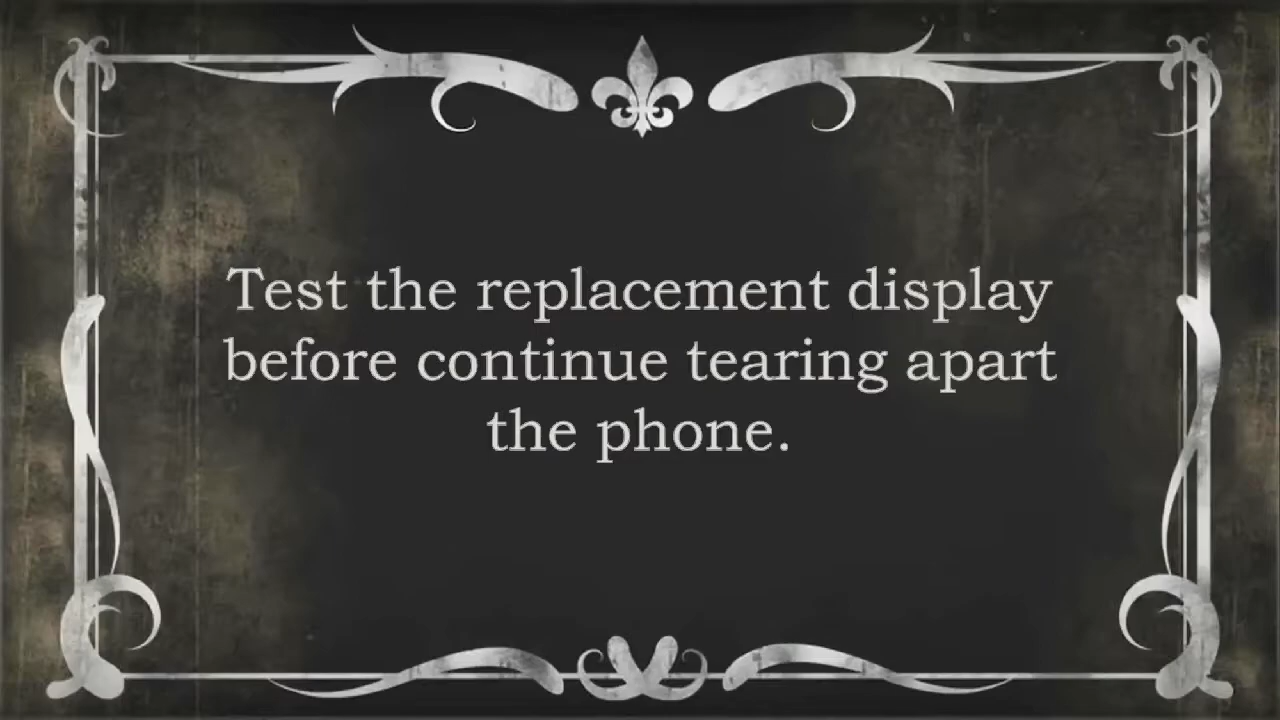 Test the replacement display
before continue tearing apart
the phone.